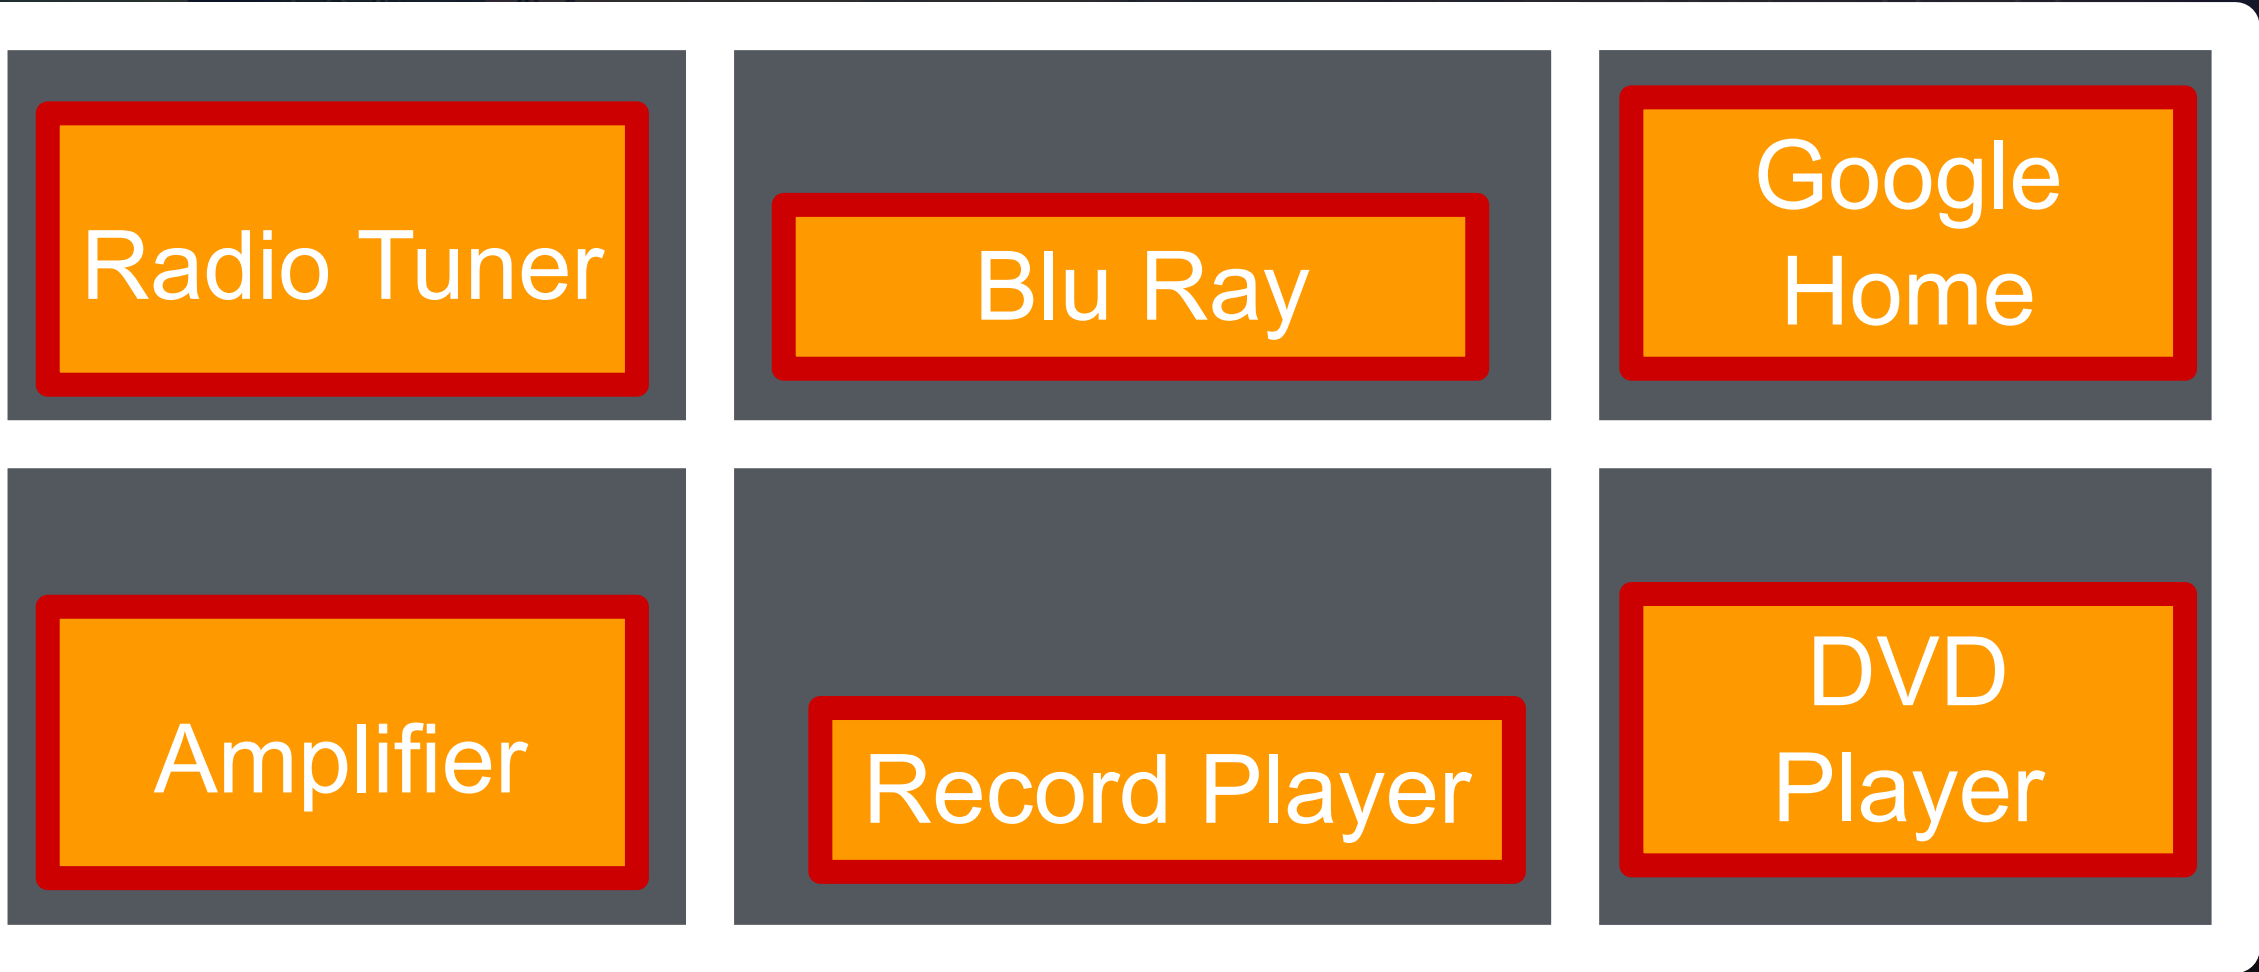 Radio Tuner
Blu Ray
Google
Home
Amplifier
Record Player
DVD
Player